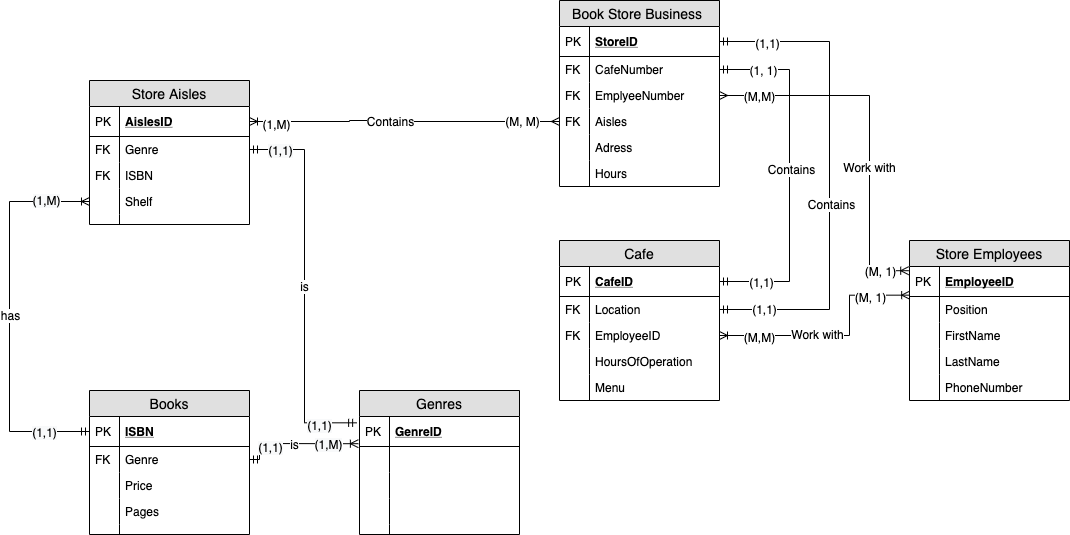 Book Store Business
PK StoreID
FK CafeNumber
FK EmplyeeNumber
FK Aisles
Adress
Hours
(1,1)
(1, 1)
(M,M)
Store Aisles
PK AislesID
FK Genre
FK ISBN
Shelf
(1,M)
Contains
(M, M)
(1,1)
(1,M)
Contains
Work with
Contains
Cafe
PK CafeID
FK Location
FK EmployeeID
HoursOfOperation
Menu
(1,1)
(1,1)
(M,M)
Work with
(M, 1)
(M, 1)
Store Employees
PK EmployeeID
Position
FirstName
LastName
PhoneNumber
is
has
Books
PK ISBN
FK Genre
Price
Pages
(1,1)
(1,1)
is
(1,M)
(1,1)
Genres
PK GenreID